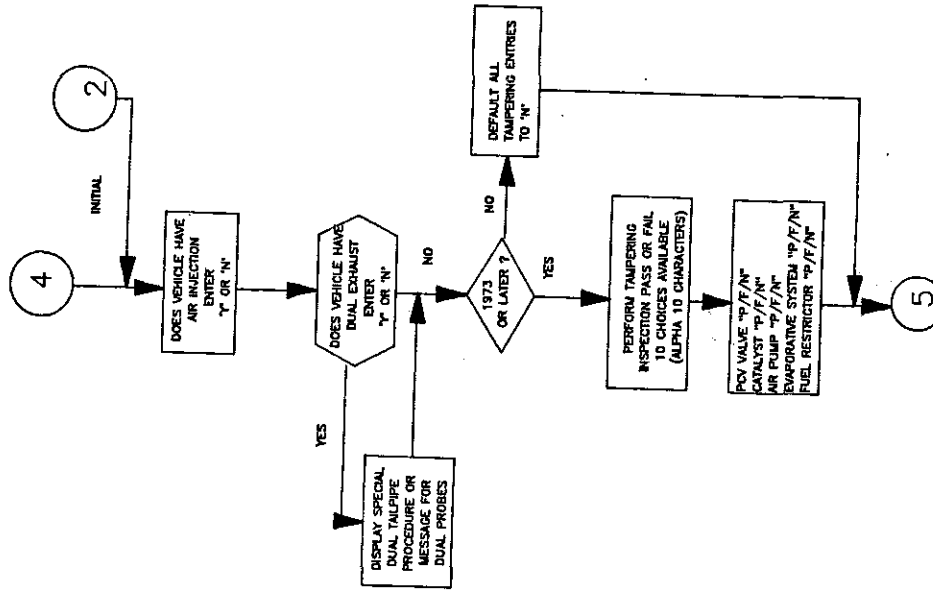 4
2
INITIAL
DOES VEHICLE HAVE
AIR INJECTION
ENTER
"Y" OR 'N'
DOES VEHICLE HAVE
DUAL EXHAUST
ENTER
"Y" OR 'N"
YES
NO
DISPLAY SPECIAL
DUAL TAILPIPE
PROCEDURE OR
MESSAGE FOR
DUAL PROBES
1973
OR LATER ?
NO
DEFAULT ALL
TAMPERING ENTRIES
TO 'N'
YES
PERFORM TAMPERING
INSPECTION PASS OR FAIL
10 CHOICES AVAILABLE
(ALPHA 10 CHARACTERS)
PCV VALVE "P/F/N"
CATALYST "P/F/N"
AIR PUMP "P/F/N"
EVAPORATIVE SYSTEM "P/F/N"
FUEL RESTRICTOR "P/F/N"
5